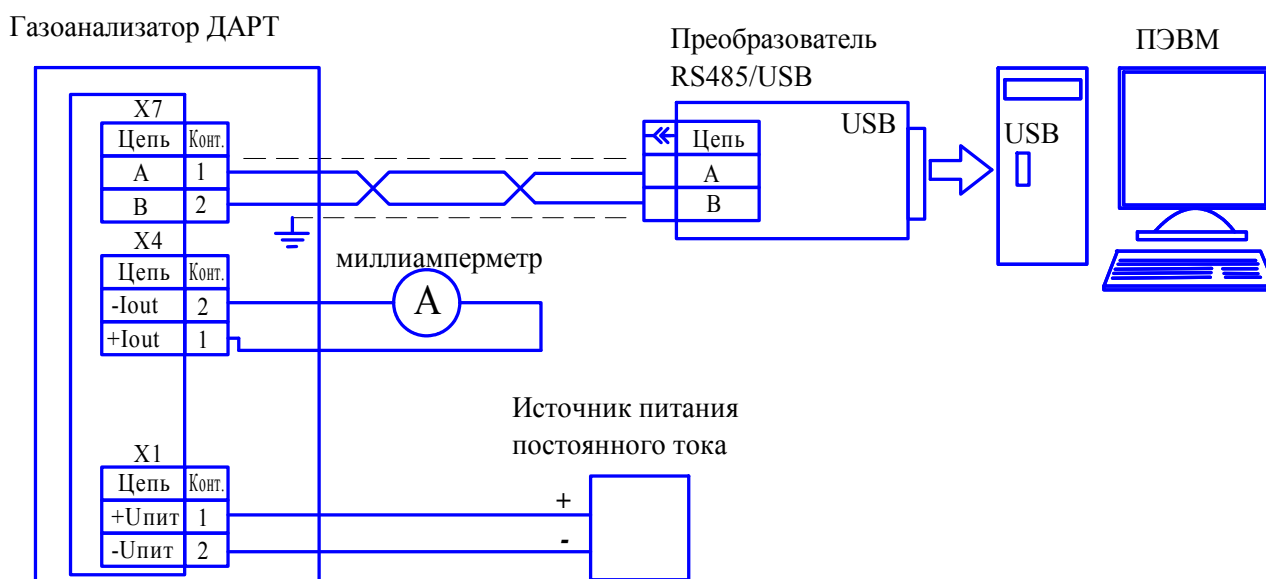 Газоанализатор ДАРТ
Преобразователь
RS485/USB
ПЭВМ
X7
Цепь Конт.
A 1
B 2
Цепь
A
B
USB
USB
X4
Цепь Конт.
-Iout 2
+Iout 1
миллиамперметр
A
Источник питания
постоянного тока
X1
Цепь Конт.
+Uпит 1
-Uпит 2
+
-